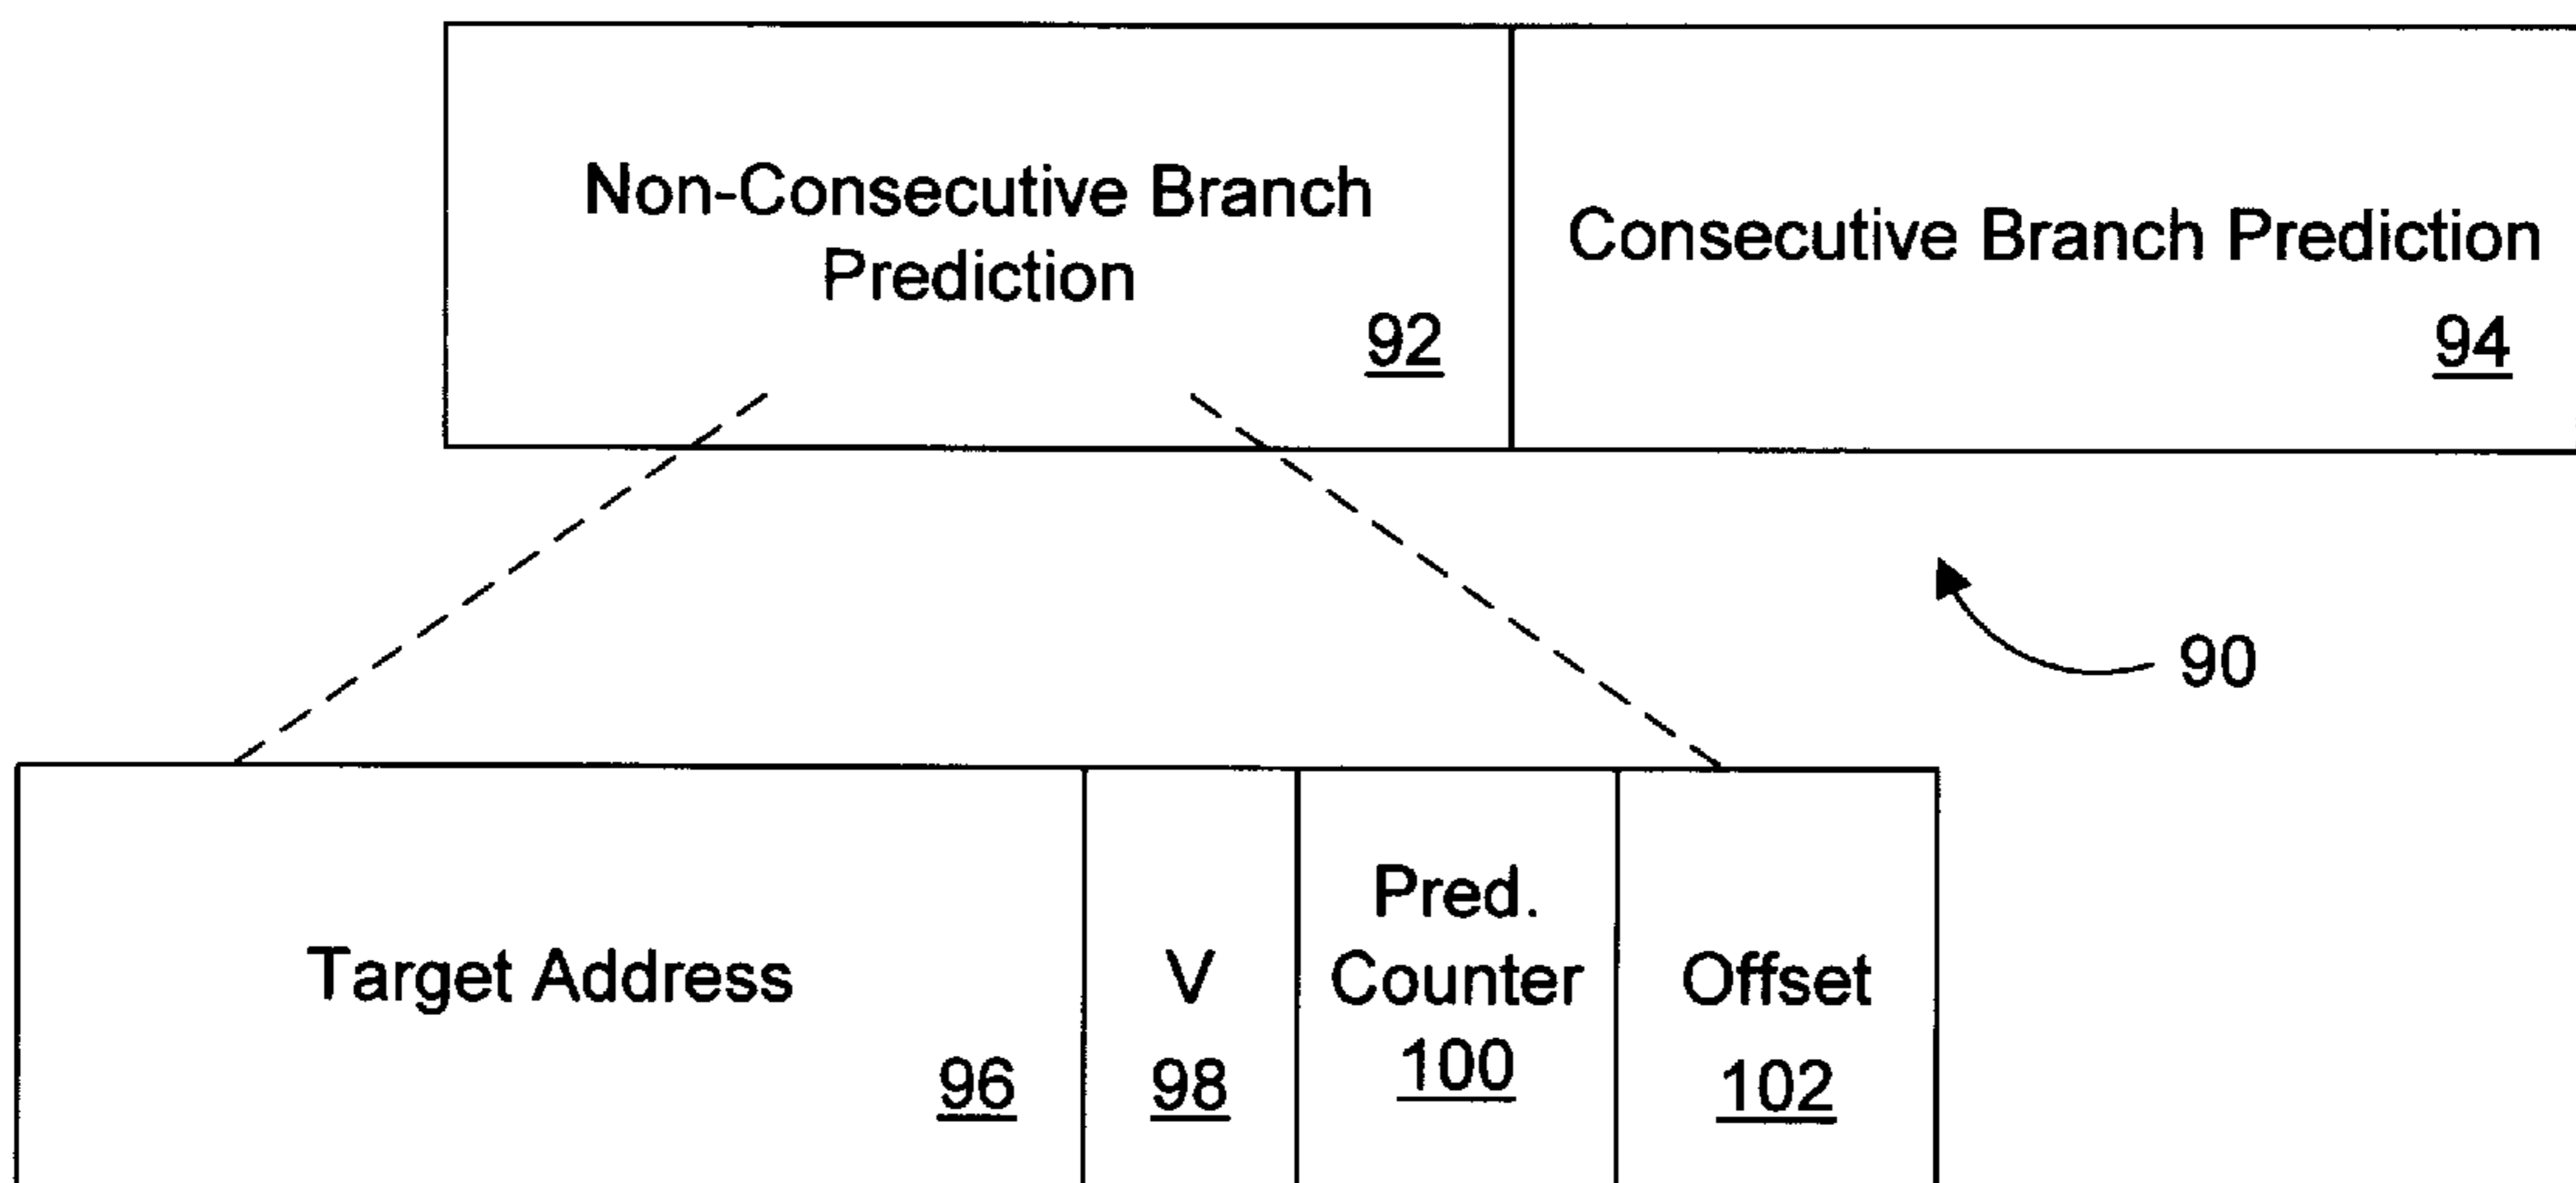 Non-Consecutive Branch
Prediction
92
Consecutive Branch Prediction
94
90
Target Address
96
V
98
Pred.
Counter
100
Offset
102